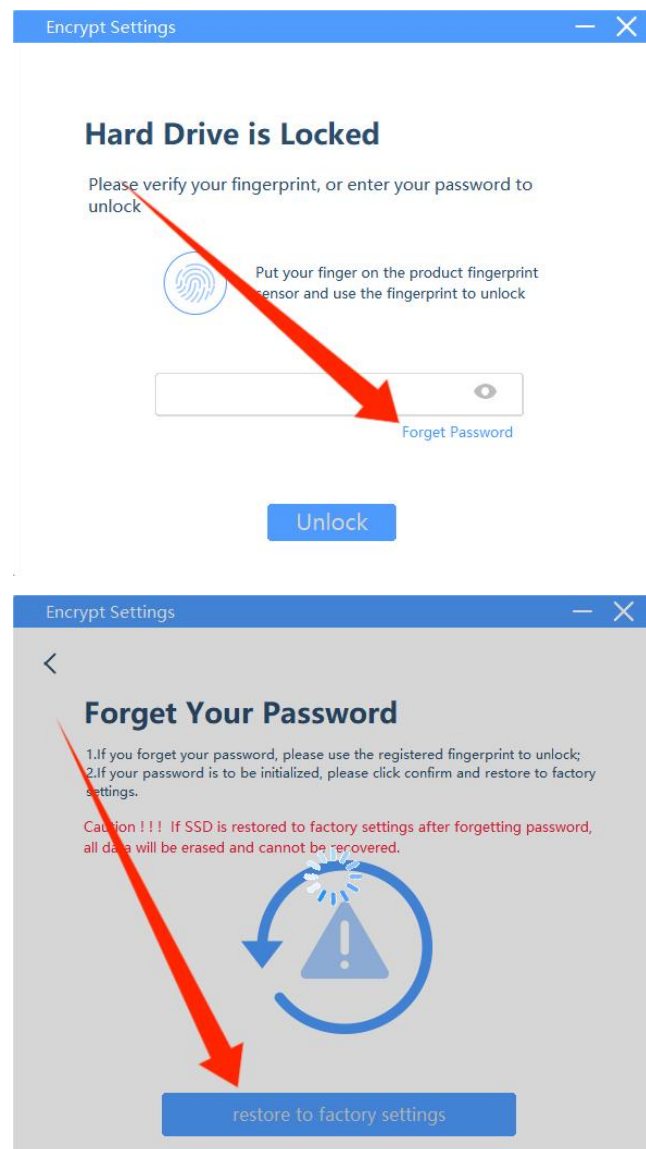 Encrypt Settings
Hard Drive is Locked
Please verify your fingerprint, or enter your password to
unlock
Put your finger on the product fingerprint
sensor and use the fingerprint to unlock
Forget Password
Unlock
Encrypt Settings
Forget Your Password
1.If you forget your password, please use the registered fingerprint to unlock;
2.If your password is to be initialized, please click confirm and restore to factory
settings.
Caution ! ! ! If SSD is restored to factory settings after forgetting password,
all data will be erased and cannot be recovered.
restore to factory settings